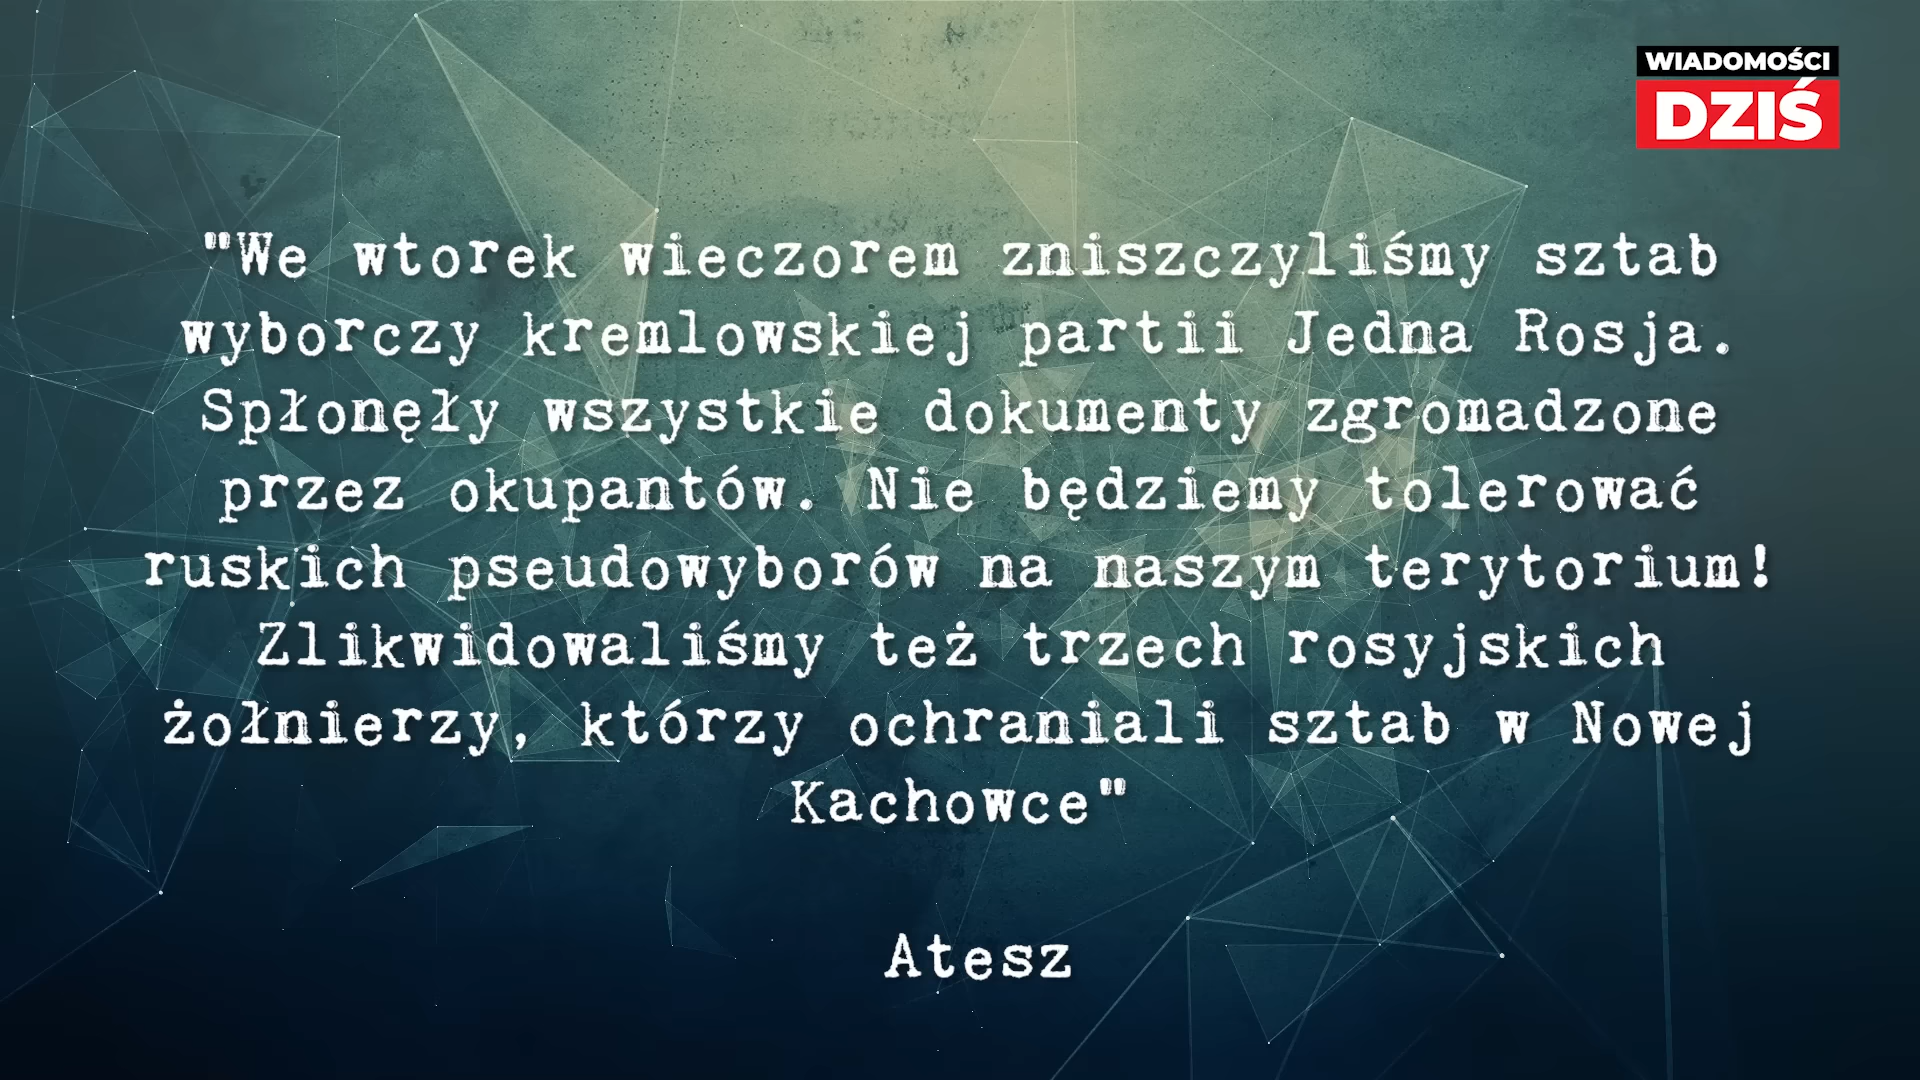 WIADOMOŚCI
DZIŚ
"We wtorek wieczorem zniszczyliśmy sztab
wyborczy kremlowskiej partii Jedna Rosja.
Spłonęły wszystkie dokumenty zgromadzone
przez okupantów. Nie będziemy tolerować
ruskich pseudowyborów na naszym terytorium!
Zlikwidowaliśmy też trzech rosyjskich
żołnierzy, którzy ochraniali sztab w Nowej
Kachowce"
Atesz